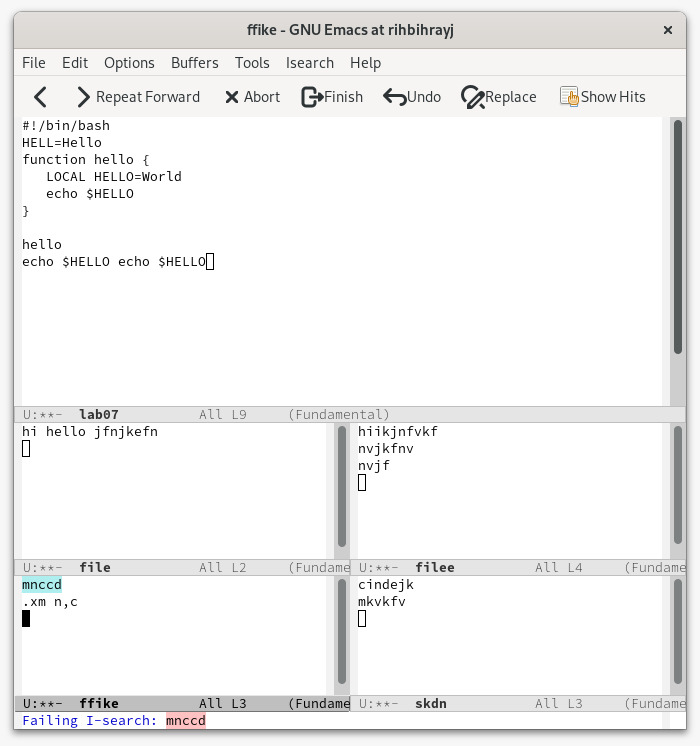 ffike - GNU Emacs at rihbihrayj ×
File Edit Options Buffers Tools Isearch Help
Repeat Forward Abort Finish Undo Replace Show Hits
#!/bin/bash
HELL=Hello
function hello {
   LOCAL HELLO=World
   echo $HELLO
}
hello
echo $HELLO echo $HELLO
U:**-  lab07          All L9     (Fundamental)
hi hello jfnjkefn
U:**-  file           All L2     (Fundame
hiikjnfvkf
nvjkfnv
nvjf
U:**-  filee          All L4     (Fundame
mnccd
.xm n,c
U:**-  ffike          All L3     (Fundame
cindejk
mkvkfv
U:**-  skdn           All L3     (Fundame
Failing I-search: mnccd